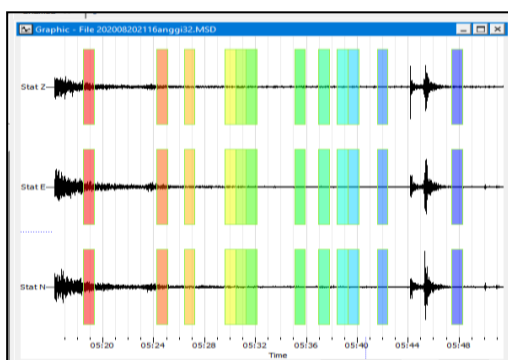 Graphic - File 202008202116anggi32.MSD
Stat Z
Stat E
Stat N
05:20 05:24 05:28 05:32 05:36 05:40 05:44 05:48
Time